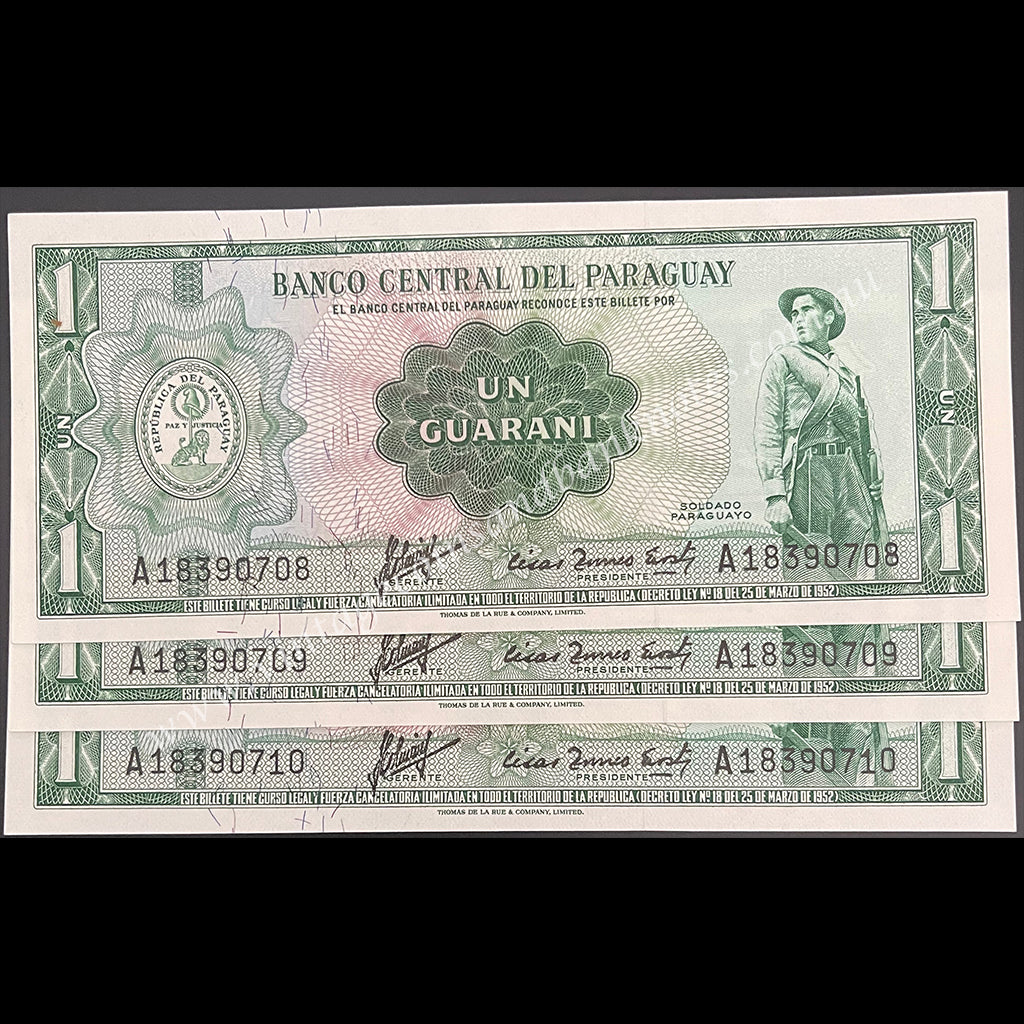 BANCO CENTRAL DEL PARAGUAY
EL BANCO CENTRAL DEL PARAGUAY RECONOCE ESTE BILLETE POR
1 1
UN UN
REPÚBLICA DEL PARAGUAY
PAZ Y JUSTICIA
UN
GUARANI
SOLDADO
PARAGUAYO
1 1
A18390708 A18390708
GERENTE PRESIDENTE
ESTE BILLETE TIENE CURSO LEGAL Y FUERZA CANCELATORIA ILIMITADA EN TODO EL TERRITORIO DE LA REPUBLICA (DECRETO LEY Nº 18 DEL 25 DE MARZO DE 1952)
THOMAS DE LA RUE & COMPANY, LIMITED.
1 1
A18390709 A18390709
GERENTE PRESIDENTE
ESTE BILLETE TIENE CURSO LEGAL Y FUERZA CANCELATORIA ILIMITADA EN TODO EL TERRITORIO DE LA REPUBLICA (DECRETO LEY Nº 18 DEL 25 DE MARZO DE 1952)
THOMAS DE LA RUE & COMPANY, LIMITED.
1 1
A18390710 A18390710
GERENTE PRESIDENTE
ESTE BILLETE TIENE CURSO LEGAL Y FUERZA CANCELATORIA ILIMITADA EN TODO EL TERRITORIO DE LA REPUBLICA (DECRETO LEY Nº 18 DEL 25 DE MARZO DE 1952)
THOMAS DE LA RUE & COMPANY, LIMITED.